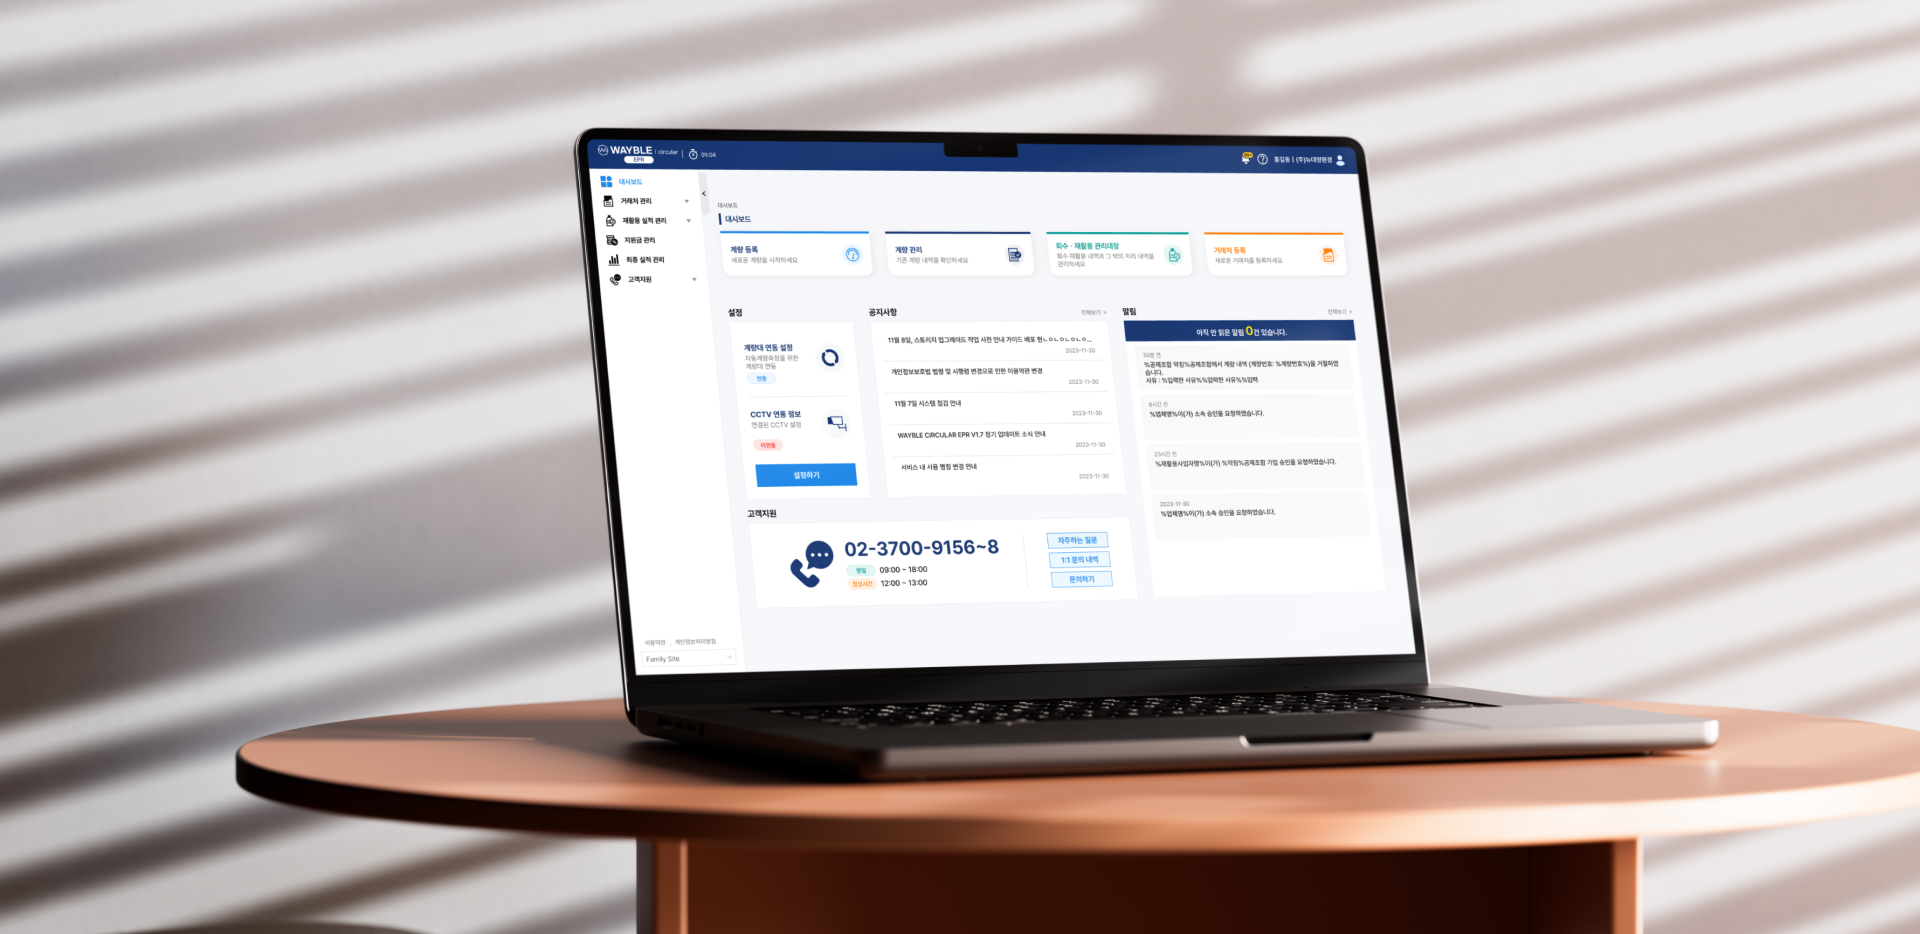 WAYBLE circular
EPR
09:04
홍길동 | (주)뉴대방환경
대시보드
거래처 관리
재활용 실적 관리
지원금 관리
최종 실적 관리
고객지원
이용약관 | 개인정보처리방침
Family Site
대시보드
대시보드
계량 등록
새로운 계량을 시작하세요
계량 관리
기존 계량 내역을 확인하세요
회수 · 재활용 관리대장
회수·재활용 내역과 그 밖의 처리 내역을
관리하세요
거래처 등록
새로운 거래처를 등록하세요
설정
계량대 연동 설정
자동계량측정을 위한
계량대 연동
연동
CCTV 연동 정보
연결된 CCTV 설정
미연동
설정하기
공지사항
전체보기 >
11월 8일, 스토리지 업그레이드 작업 사전 안내 가이드 배포 현ㄴㅇㄴㅇㄴㅇㄴㅇ...
2023-11-30
개인정보보호법 법령 및 시행령 변경으로 인한 이용약관 변경
2023-11-30
11월 7일 시스템 점검 안내
2023-11-30
WAYBLE CIRCULAR EPR V1.7 정기 업데이트 소식 안내
2023-11-30
서비스 내 사용 명칭 변경 안내
2023-11-30
알림
전체보기 >
아직 안 읽은 알림 0건 있습니다.
50분 전
%공제조합 약칭%공제조합에서 계량 내역 (계량번호: %계량번호%)를 거절하였
습니다.
사유 : %입력한 사유%%입력한 사유%%입력
8시간 전
%업체명%이(가) 소속 승인을 요청하였습니다.
23시간 전
%재활용사업자명%이(가) %약칭%공제조합 가입 승인을 요청하였습니다.
2023-11-30
%업체명%이(가) 소속 승인을 요청하였습니다.
고객지원
02-3700-9156~8
평일 09:00 ~ 18:00
점심시간 12:00 ~ 13:00
자주하는 질문
1:1 문의 내역
문의하기